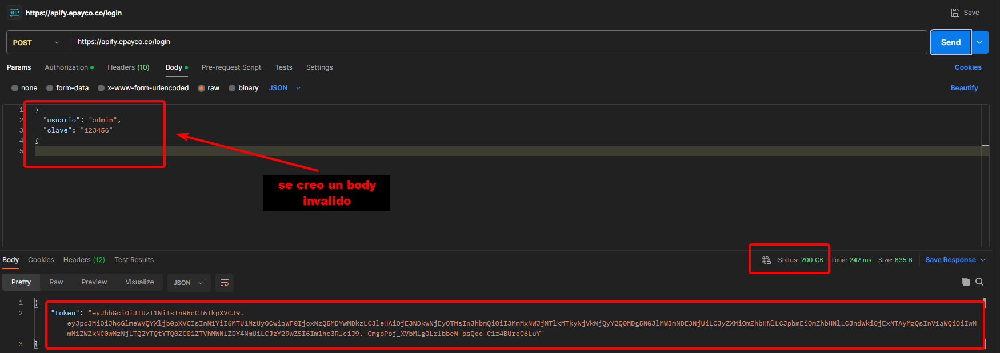 HTTP https://apify.epayco.co/login
Save
POST https://apify.epayco.co/login
Send
Params Authorization Headers (10) Body Pre-request Script Tests Settings
Cookies
none form-data x-www-form-urlencoded raw binary JSON
Beautify
1 {
2 "usuario": "admin",
3 "clave": "123456"
4 }
5
se creo un body
invalido
Body Cookies Headers (12) Test Results
Status: 200 OK Time: 242 ms Size: 835 B Save Response
Pretty Raw Preview Visualize JSON
1 {
2 "token": "eyJhbGciOiJIUzI1NiIsInR5cCI6IkpXVCJ9.
eyJpc3MiOiJhcGlmeWVQYXljb0pXVCIsInN1YiI6MTU1MzUyOCwiaWF0IjoxNzQ5MDYwMDkzLCJleHAiOjE3NDkwNjEyOTMsInJhbmQiOiI3MmMxNWJjMTlkMTkyNjVkNjQyY2Q0MDg5NGJlMWJmNDE3NjUiLCJyZXMiOmZhbHNlLCJpbmEiOmZhbHNlLCJndWkiOjExNTAyMzQsInV1aWQiOiIwM
mM1ZWZkNC0wMzNjLTQ2YTQtYTQ0ZC01ZTVhMWNlZDY4NmUiLCJzY29wZSI6Im1hc3RlciJ9.-CmgpPoj_XVbMlgOLrlbbeN-psQcc-C1z4BUrcC6LuY"
3 }